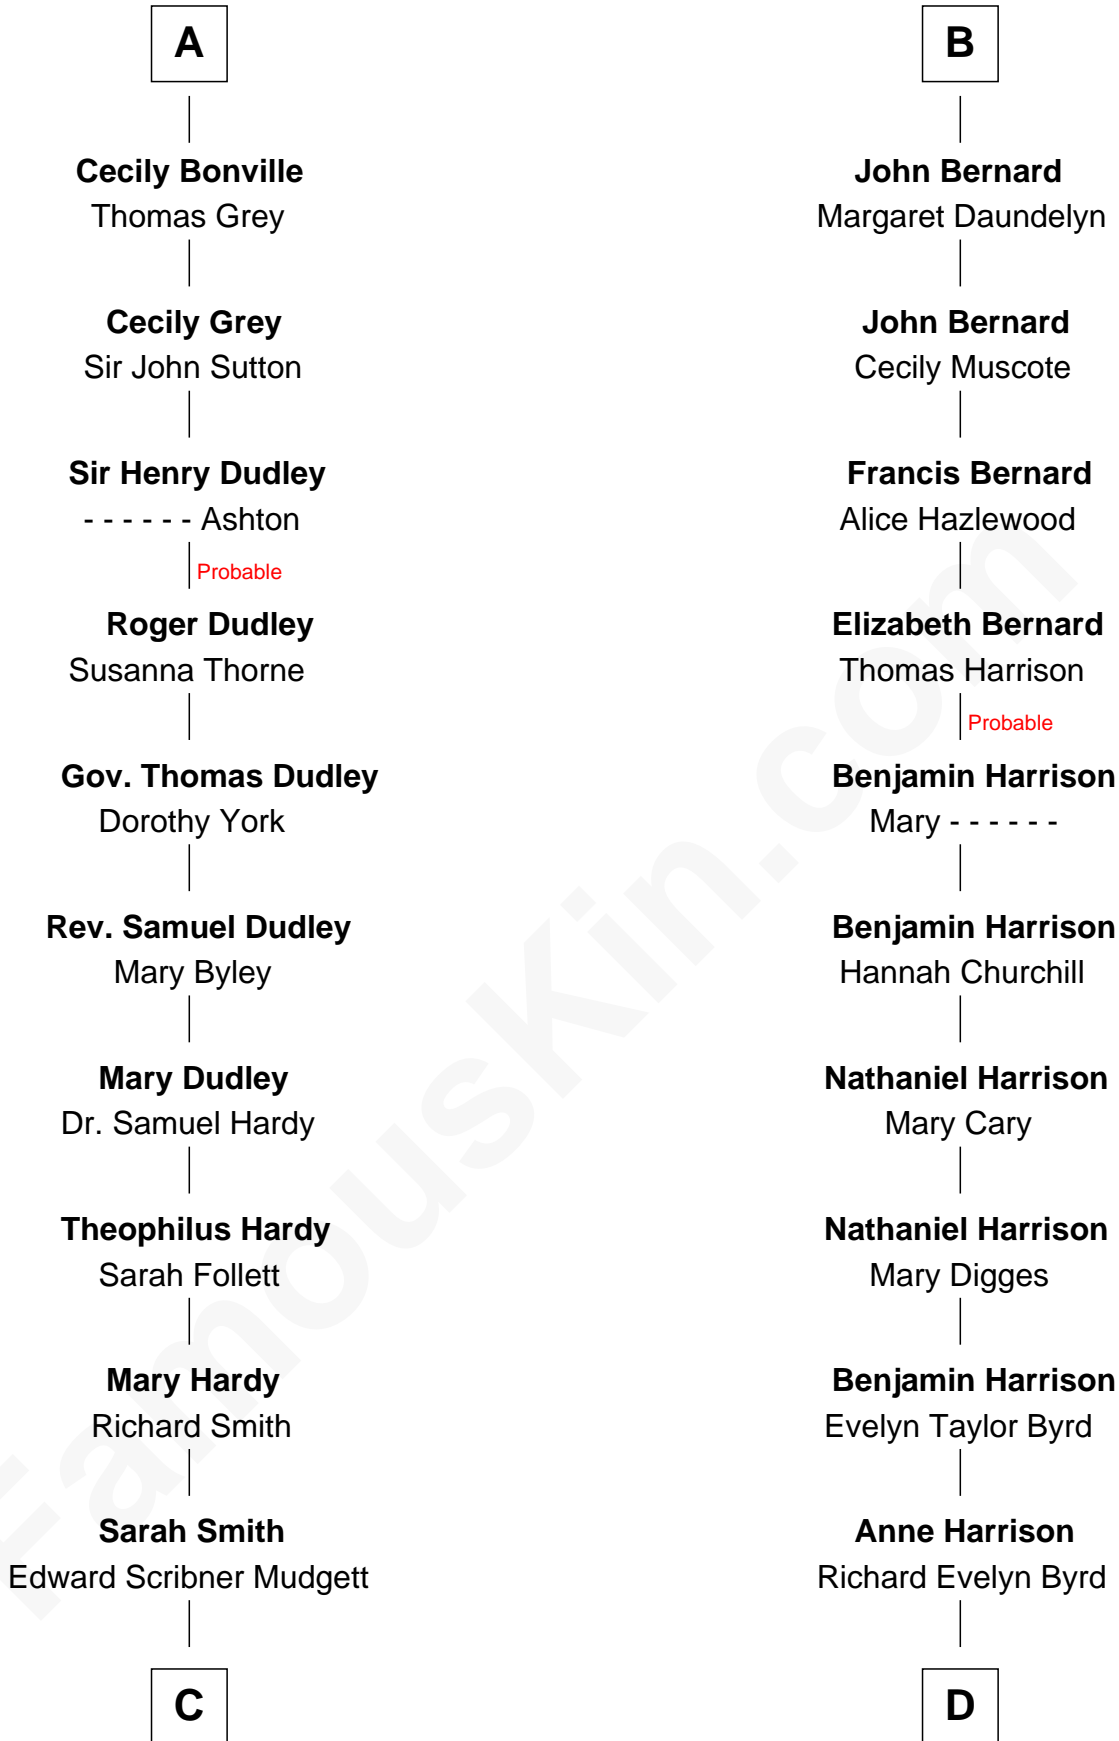 A
Cecily Bonville
Thomas Grey
Cecily Grey
Sir John Sutton
Sir Henry Dudley
- - - - - - Ashton
Probable
Roger Dudley
Susanna Thorne
Gov. Thomas Dudley
Dorothy York
Rev. Samuel Dudley
Mary Byley
Mary Dudley
Dr. Samuel Hardy
Theophilus Hardy
Sarah Follett
Mary Hardy
Richard Smith
Sarah Smith
Edward Scribner Mudgett
C
B
John Bernard
Margaret Daundelyn
John Bernard
Cecily Muscote
Francis Bernard
Alice Hazlewood
Elizabeth Bernard
Thomas Harrison
Probable
Benjamin Harrison
Mary - - - - - -
Benjamin Harrison
Hannah Churchill
Nathaniel Harrison
Mary Cary
Nathaniel Harrison
Mary Digges
Benjamin Harrison
Evelyn Taylor Byrd
Anne Harrison
Richard Evelyn Byrd
D
FamousKin.com